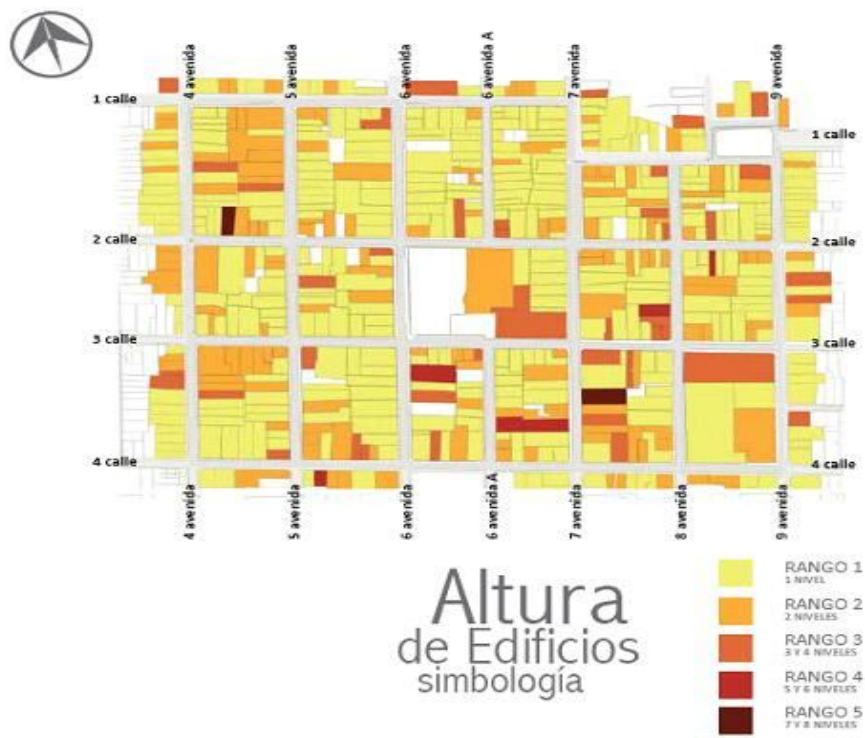 4 avenida
5 avenida
6 avenida
6 avenida A
7 avenida
9 avenida
1 calle
1 calle
2 calle
2 calle
3 calle
3 calle
4 calle
4 calle
4 avenida
5 avenida
6 avenida
6 avenida A
7 avenida
8 avenida
9 avenida
Altura
de Edificios
simbología
RANGO 1
1 NIVEL
RANGO 2
2 NIVELES
RANGO 3
3 Y 4 NIVELES
RANGO 4
5 Y 6 NIVELES
RANGO 5
7 Y 8 NIVELES